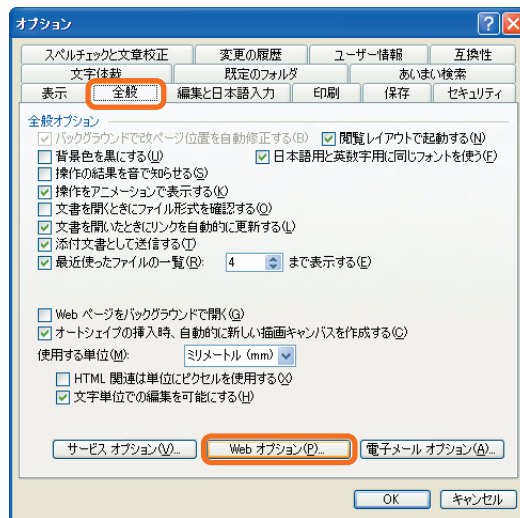 オプション
スペルチェックと文章校正 変更の履歴 ユーザー情報 互換性
文字体裁 既定のフォルダ あいまい検索
表示 全般 編集と日本語入力 印刷 保存 セキュリティ
全般オプション
バックグラウンドで改ページ位置を自動修正する(B) 閲覧レイアウトで起動する(N)
背景色を黒にする(U) 日本語用と英数字用に同じフォントを使う(F)
操作の結果を音で知らせる(S)
操作をアニメーションで表示する(K)
文書を開くときにファイル形式を確認する(O)
文書を開いたときにリンクを自動的に更新する(L)
添付文書として送信する(T)
最近使ったファイルの一覧(R): 4 まで表示する(E)
Web ページをバックグラウンドで開く(G)
オートシェイプの挿入時、自動的に新しい描画キャンバスを作成する(C)
使用する単位(M): ミリメートル (mm)
HTML 関連は単位にピクセルを使用する(X)
文字単位での編集を可能にする(H)
サービス オプション(V)... Web オプション(P)... 電子メール オプション(A)...
OK キャンセル